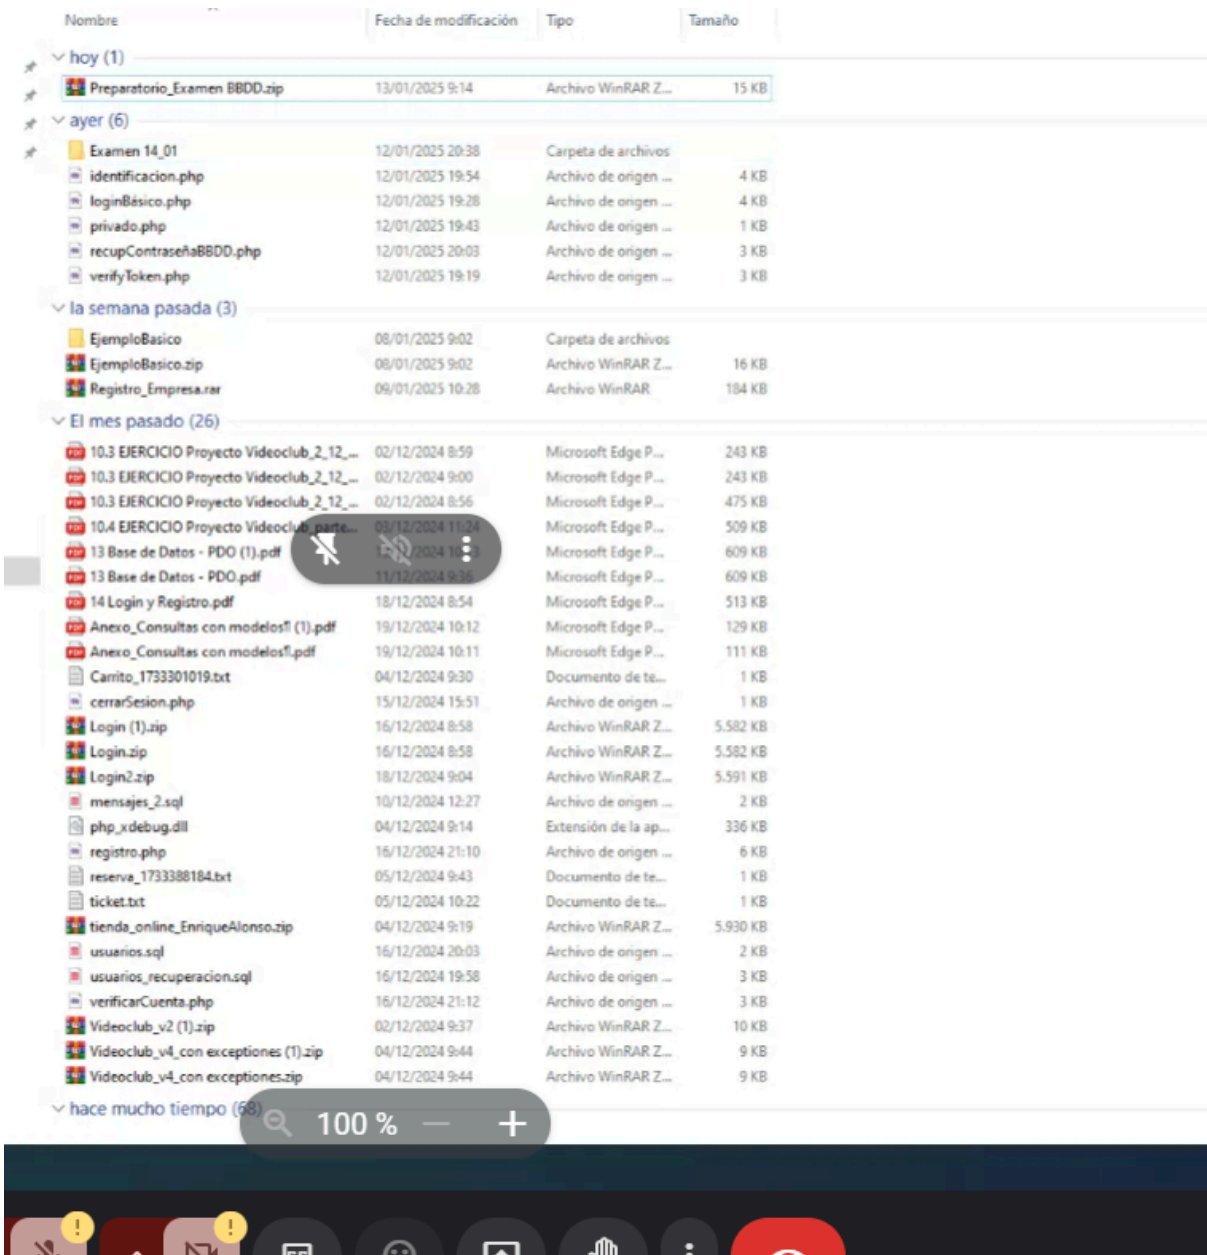 Nombre Fecha de modificación Tipo Tamaño
hoy (1)
Preparatorio_Examen BBDD.zip 13/01/2025 9:14 Archivo WinRAR Z... 15 KB
ayer (6)
Examen 14_01 12/01/2025 20:38 Carpeta de archivos
identificacion.php 12/01/2025 19:54 Archivo de origen ... 4 KB
loginBásico.php 12/01/2025 19:28 Archivo de origen ... 4 KB
privado.php 12/01/2025 19:43 Archivo de origen ... 1 KB
recupContraseñaBBDD.php 12/01/2025 20:03 Archivo de origen ... 3 KB
verifyToken.php 12/01/2025 19:19 Archivo de origen ... 3 KB
la semana pasada (3)
EjemploBasico 08/01/2025 9:02 Carpeta de archivos
EjemploBasico.zip 08/01/2025 9:02 Archivo WinRAR Z... 16 KB
Registro_Empresa.rar 09/01/2025 10:28 Archivo WinRAR 184 KB
El mes pasado (26)
10.3 EJERCICIO Proyecto Videoclub_2_12_... 02/12/2024 8:59 Microsoft Edge P... 243 KB
10.3 EJERCICIO Proyecto Videoclub_2_12_... 02/12/2024 9:00 Microsoft Edge P... 243 KB
10.3 EJERCICIO Proyecto Videoclub_2_12_... 02/12/2024 8:56 Microsoft Edge P... 475 KB
10.4 EJERCICIO Proyecto Videoclub_parte... 03/12/2024 11:24 Microsoft Edge P... 509 KB
13 Base de Datos - PDO (1).pdf Microsoft Edge P... 609 KB
13 Base de Datos - PDO.pdf 11/12/2024 9:36 Microsoft Edge P... 609 KB
14 Login y Registro.pdf 18/12/2024 8:54 Microsoft Edge P... 513 KB
Anexo_Consultas con modelos¶ (1).pdf 19/12/2024 10:12 Microsoft Edge P... 129 KB
Anexo_Consultas con modelos¶.pdf 19/12/2024 10:11 Microsoft Edge P... 111 KB
Carrito_1733301019.txt 04/12/2024 9:30 Documento de te... 1 KB
cerrarSesion.php 15/12/2024 15:51 Archivo de origen ... 1 KB
Login (1).zip 16/12/2024 8:58 Archivo WinRAR Z... 5.582 KB
Login.zip 16/12/2024 8:58 Archivo WinRAR Z... 5.582 KB
Login2.zip 18/12/2024 9:04 Archivo WinRAR Z... 5.591 KB
mensajes_2.sql 10/12/2024 12:27 Archivo de origen ... 2 KB
php_xdebug.dll 04/12/2024 9:14 Extensión de la ap... 336 KB
registro.php 16/12/2024 21:10 Archivo de origen ... 6 KB
reserva_1733388184.txt 05/12/2024 9:43 Documento de te... 1 KB
ticket.txt 05/12/2024 10:22 Documento de te... 1 KB
tienda_online_EnriqueAlonso.zip 04/12/2024 9:19 Archivo WinRAR Z... 5.930 KB
usuarios.sql 16/12/2024 20:03 Archivo de origen ... 2 KB
usuarios_recuperacion.sql 16/12/2024 19:58 Archivo de origen ... 3 KB
verificarCuenta.php 16/12/2024 21:12 Archivo de origen ... 3 KB
Videoclub_v2 (1).zip 02/12/2024 9:37 Archivo WinRAR Z... 10 KB
Videoclub_v4_con exceptiones (1).zip 04/12/2024 9:44 Archivo WinRAR Z... 9 KB
Videoclub_v4_con exceptiones.zip 04/12/2024 9:44 Archivo WinRAR Z... 9 KB
hace mucho tiempo (68)
100 %